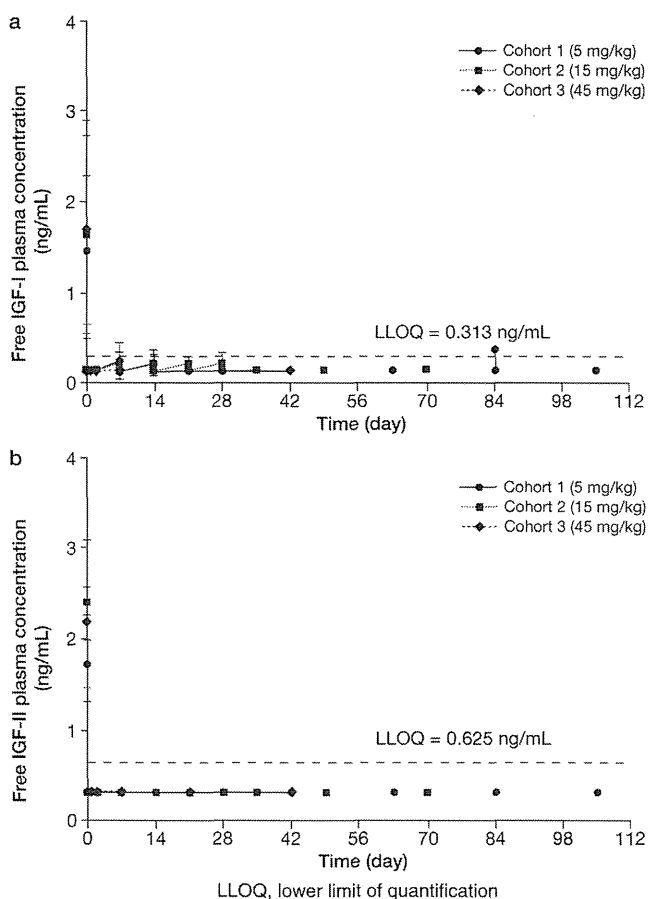 a
Free IGF-I plasma concentration
(ng/mL)
4
3
2
1
0
Cohort 1 (5 mg/kg)
Cohort 2 (15 mg/kg)
Cohort 3 (45 mg/kg)
LLOQ = 0.313 ng/mL
0 14 28 42 56 70 84 98 112
Time (day)
b
Free IGF-II plasma concentration
(ng/mL)
4
3
2
1
0
Cohort 1 (5 mg/kg)
Cohort 2 (15 mg/kg)
Cohort 3 (45 mg/kg)
LLOQ = 0.625 ng/mL
0 14 28 42 56 70 84 98 112
Time (day)
LLOQ, lower limit of quantification